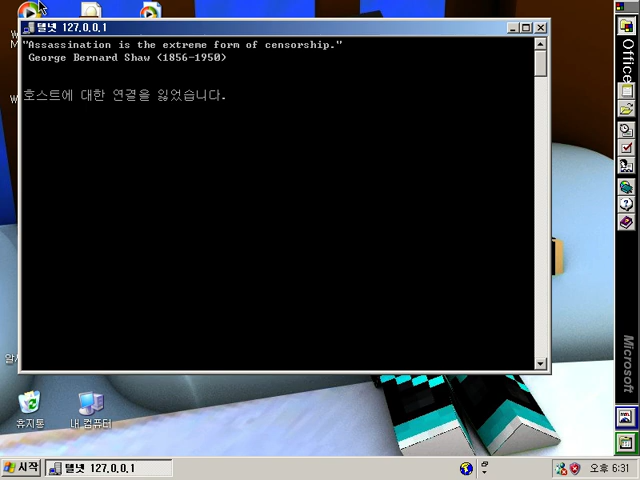 텔넷 127.0.0.1
"Assassination is the extreme form of censorship."
George Bernard Shaw (1856-1950)
호스트에 대한 연결을 잃었습니다.
Office
Microsoft
휴지통
내 컴퓨터
시작
텔넷 127.0.0.1
오후 6:31